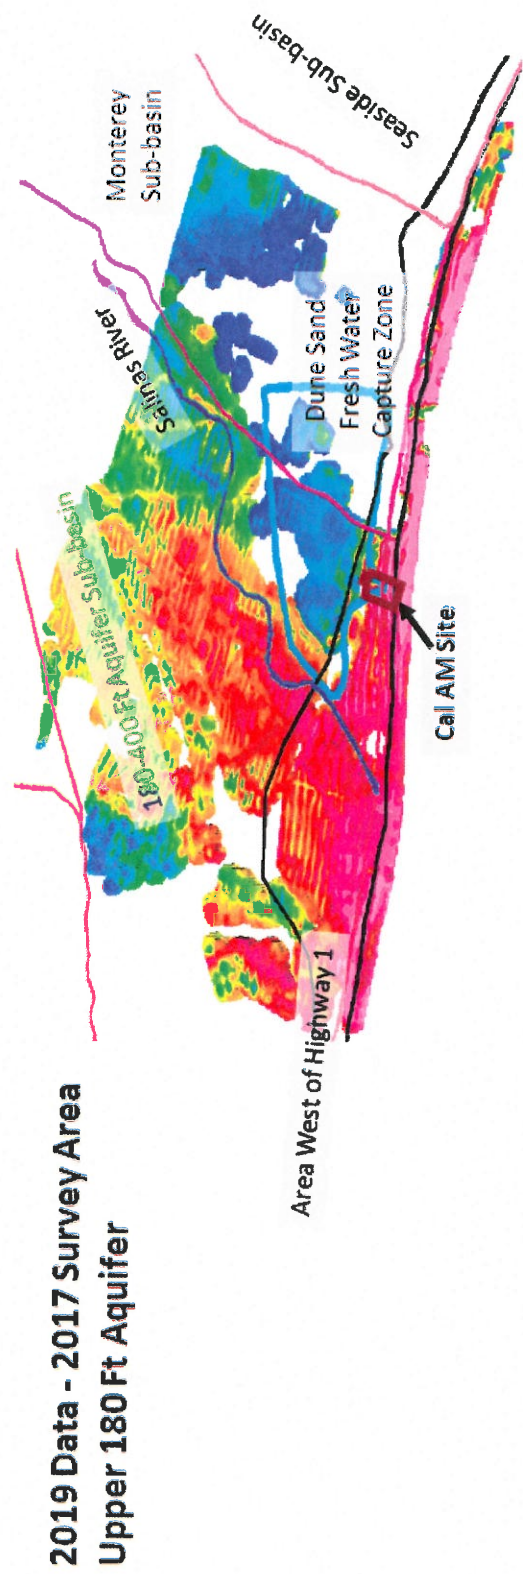 2019 Data - 2017 Survey Area
Upper 180 Ft Aquifer
180-400 Ft Aquifer Sub-basin
Salinas River
Monterey
Sub-basin
Seaside Sub-basin
Dune Sand
Fresh Water
Capture Zone
Area West of Highway 1
Call AM Site